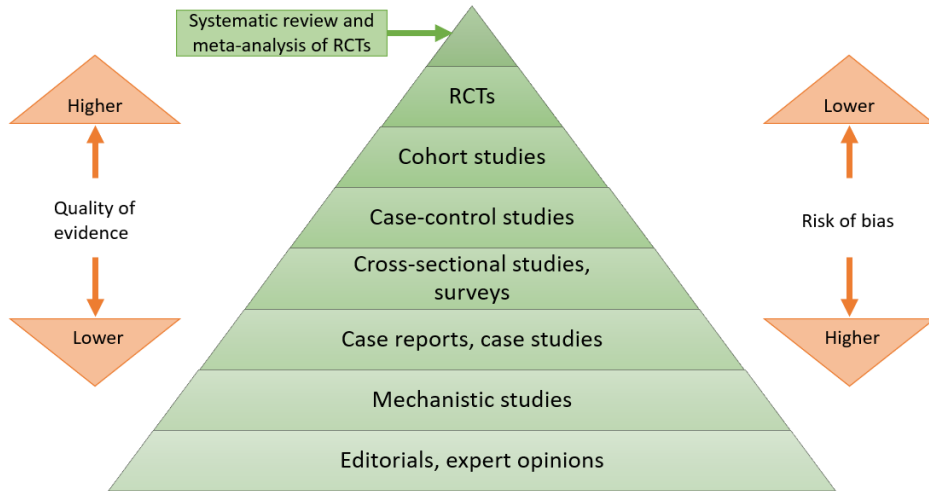 Systematic review and
meta-analysis of RCTs
Higher
Quality of
evidence
Lower
RCTs
Cohort studies
Case-control studies
Cross-sectional studies,
surveys
Case reports, case studies
Mechanistic studies
Editorials, expert opinions
Lower
Risk of bias
Higher